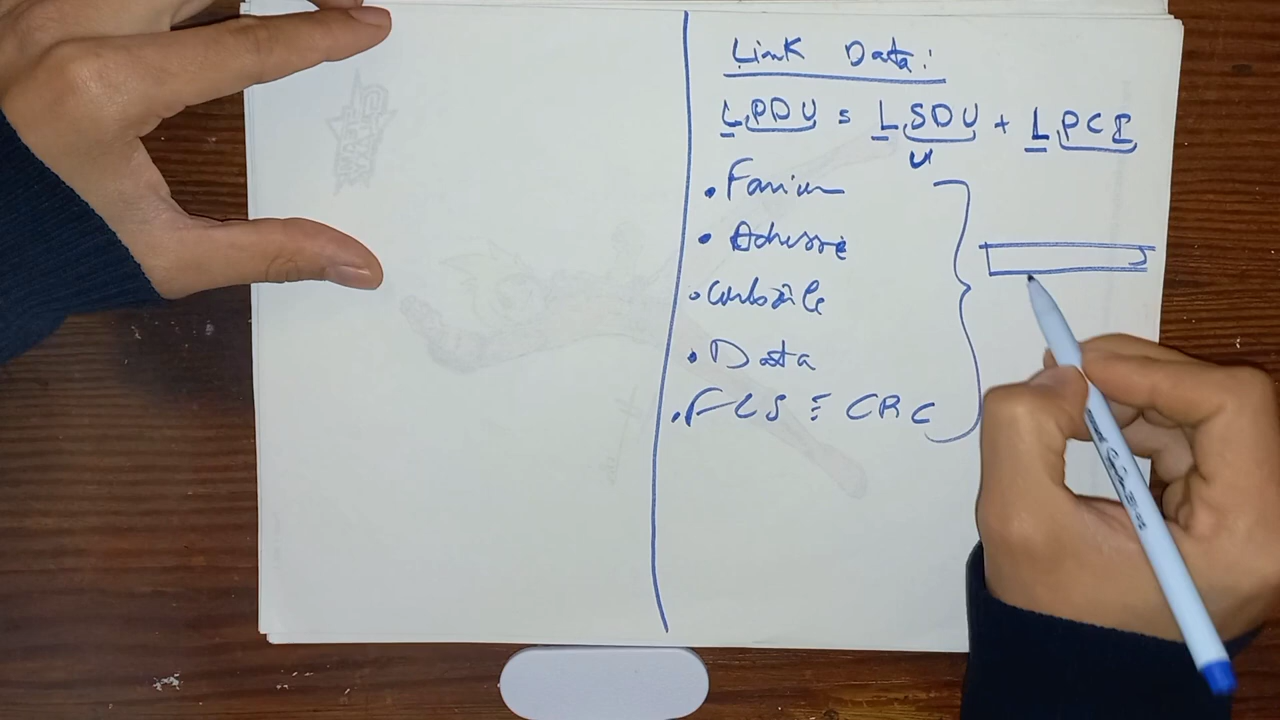 Link Data:
LPDU = LSDU + LPCI
• Fanion
• Adresse
• Contrôle
• Data
• FCS ≡ CRC